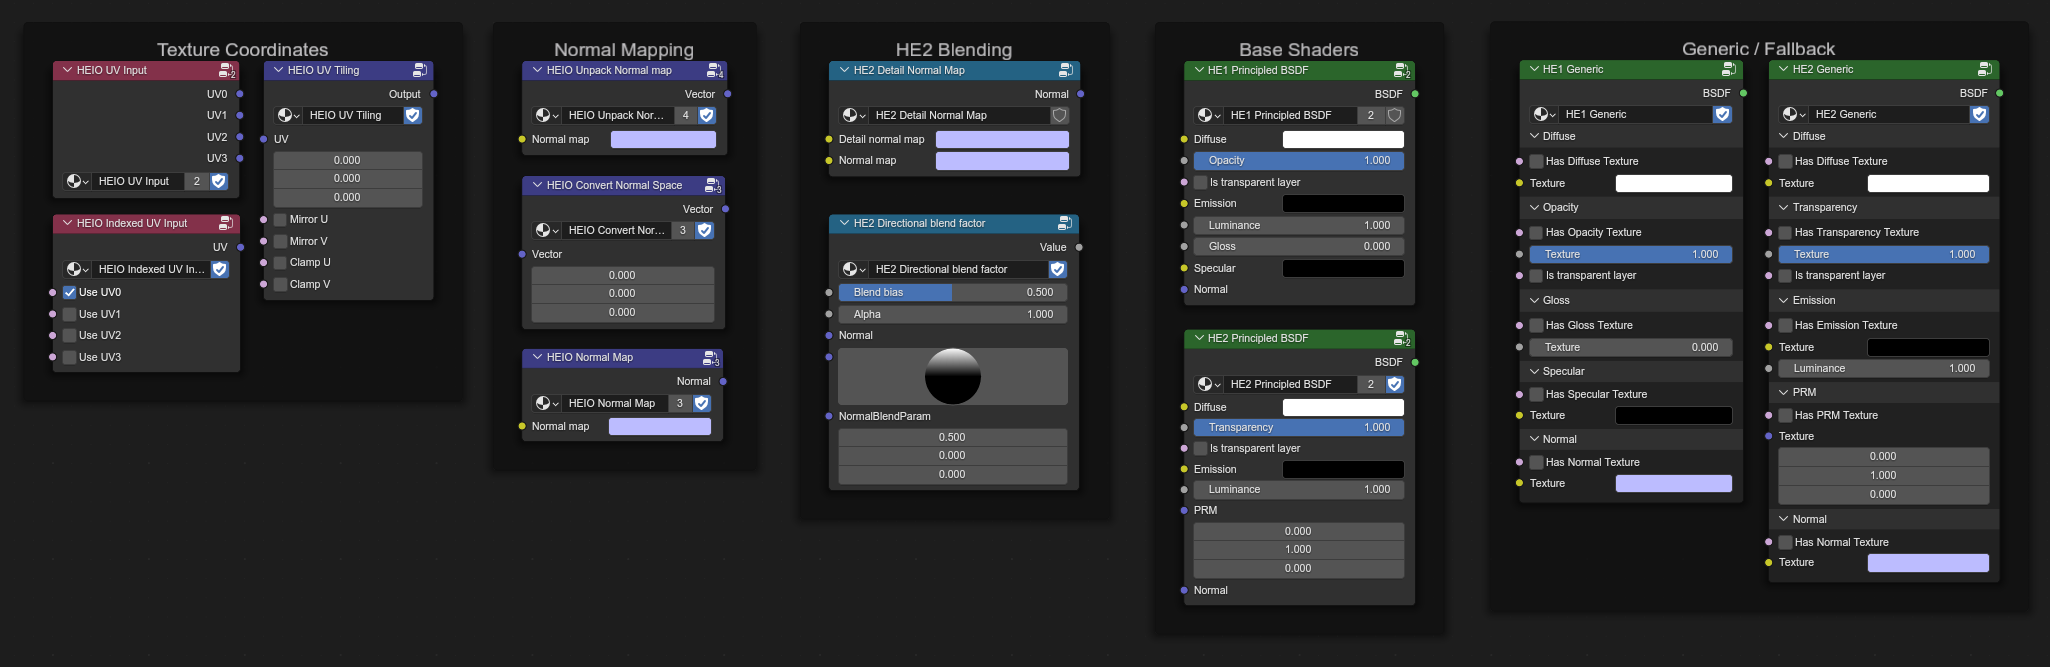 Texture Coordinates
HEIO UV Input
2
UV0
UV1
UV2
UV3
HEIO UV Input
2
HEIO Indexed UV Input
UV
HEIO Indexed UV In...
Use UV0
Use UV1
Use UV2
Use UV3
HEIO UV Tiling
Output
HEIO UV Tiling
UV
0.000
0.000
0.000
Mirror U
Mirror V
Clamp U
Clamp V
Normal Mapping
HEIO Unpack Normal map
4
Vector
HEIO Unpack Nor...
4
Normal map
HEIO Convert Normal Space
3
Vector
HEIO Convert Nor...
3
Vector
0.000
0.000
0.000
HEIO Normal Map
3
Normal
HEIO Normal Map
3
Normal map
HE2 Blending
HE2 Detail Normal Map
Normal
HE2 Detail Normal Map
Detail normal map
Normal map
HE2 Directional blend factor
Value
HE2 Directional blend factor
Blend bias 0.500
Alpha 1.000
Normal
NormalBlendParam
0.500
0.000
0.000
Base Shaders
HE1 Principled BSDF
2
BSDF
HE1 Principled BSDF
2
Diffuse
Opacity 1.000
Is transparent layer
Emission
Luminance 1.000
Gloss 0.000
Specular
Normal
HE2 Principled BSDF
2
BSDF
HE2 Principled BSDF
2
Diffuse
Transparency 1.000
Is transparent layer
Emission
Luminance 1.000
PRM
0.000
1.000
0.000
Normal
Generic / Fallback
HE1 Generic
BSDF
HE1 Generic
Diffuse
Has Diffuse Texture
Texture
Opacity
Has Opacity Texture
Texture 1.000
Is transparent layer
Gloss
Has Gloss Texture
Texture 0.000
Specular
Has Specular Texture
Texture
Normal
Has Normal Texture
Texture
HE2 Generic
BSDF
HE2 Generic
Diffuse
Has Diffuse Texture
Texture
Transparency
Has Transparency Texture
Texture 1.000
Is transparent layer
Emission
Has Emission Texture
Texture
Luminance 1.000
PRM
Has PRM Texture
Texture
0.000
1.000
0.000
Normal
Has Normal Texture
Texture